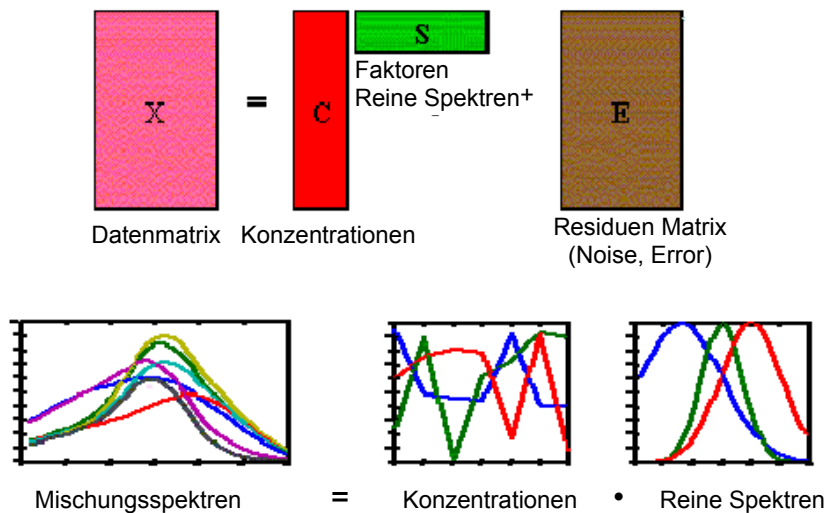 S
Faktoren
Reine Spektren+
X = C E
Datenmatrix Konzentrationen
Residuen Matrix
(Noise, Error)
Mischungsspektren = Konzentrationen • Reine Spektren